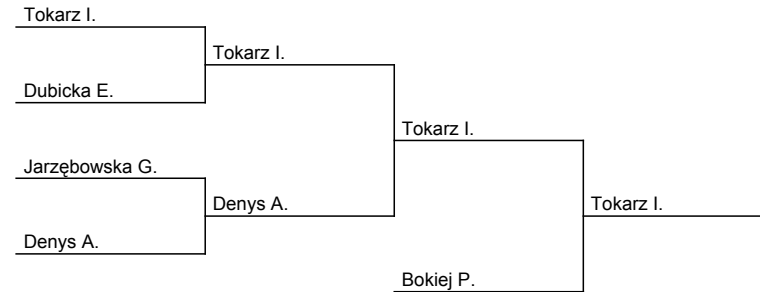 Tokarz I.
Tokarz I.
Dubicka E.
Tokarz I.
Jarzębowska G.
Denys A.
Tokarz I.
Denys A.
Bokiej P.